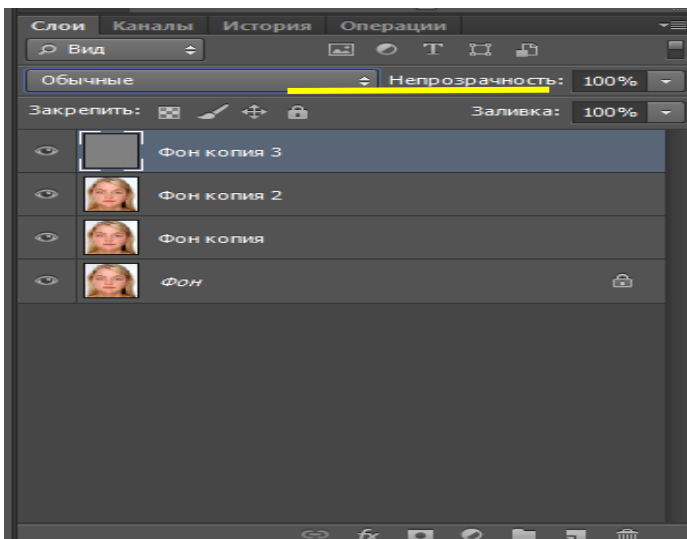 Слои Каналы История Операции
Вид
Обычные Непрозрачность: 100%
Закрепить: Заливка: 100%
Фон копия 3
Фон копия 2
Фон копия
Фон
fx